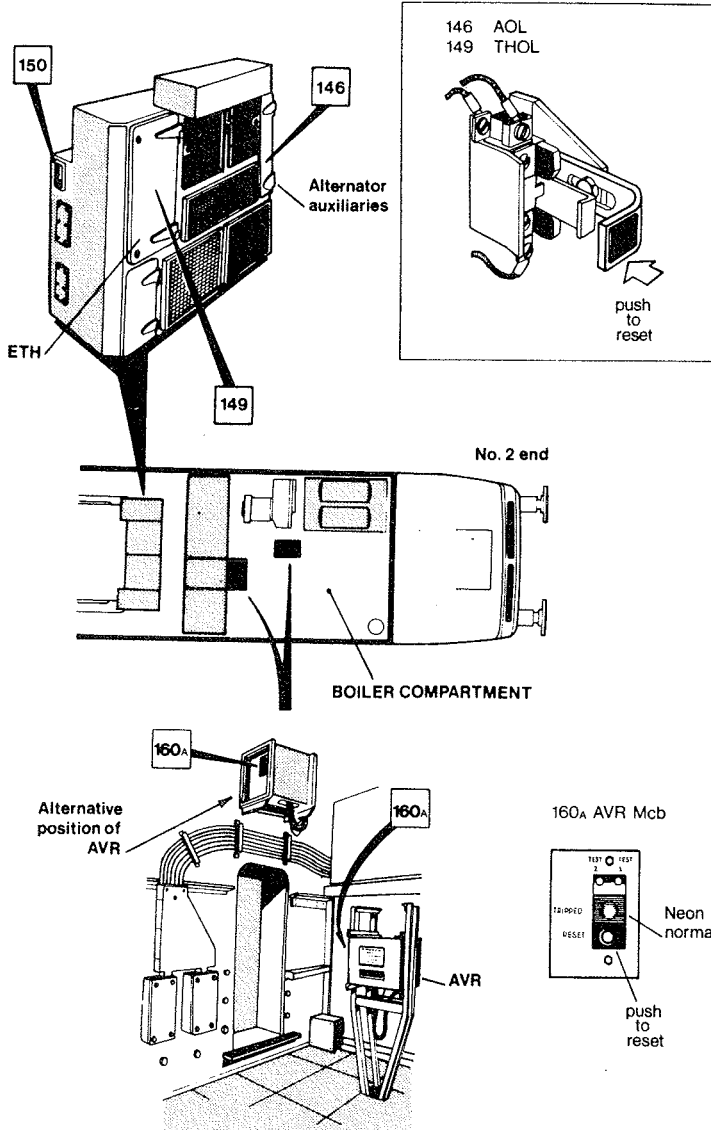 146 AOL
149 THOL
150
146
Alternator
auxiliaries
push
to
reset
ETH
149
No. 2 end
BOILER COMPARTMENT
160A
Alternative
position of
AVR
160A
160A AVR Mcb
TEST TEST
2 1
TRIPPED
RESET
Neon
norma
AVR
push
to
reset